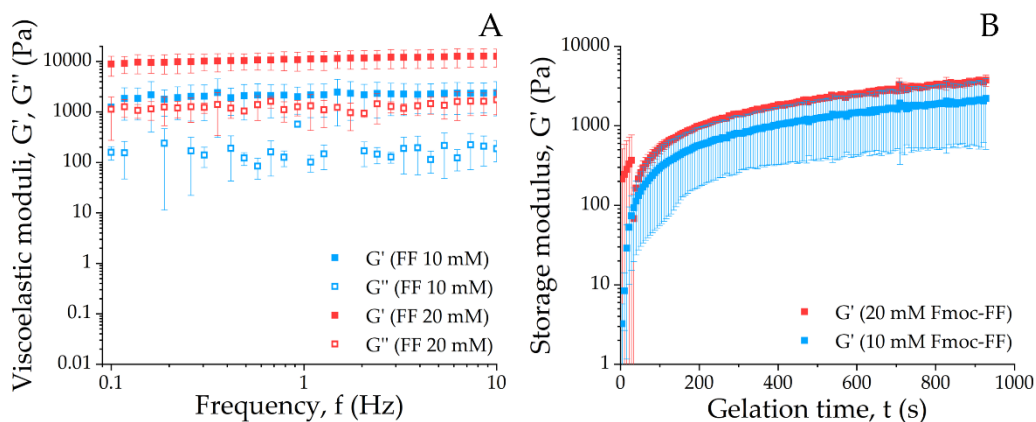 A
Viscoelastic moduli, G', G'' (Pa)
10000
1000
100
10
1
0.1
0.01
G' (FF 10 mM)
G'' (FF 10 mM)
G' (FF 20 mM)
G'' (FF 20 mM)
0.1 1 10
Frequency, f (Hz)
B
Storage modulus, G' (Pa)
10000
1000
100
10
1
G' (20 mM Fmoc-FF)
G' (10 mM Fmoc-FF)
0 200 400 600 800 1000
Gelation time, t (s)